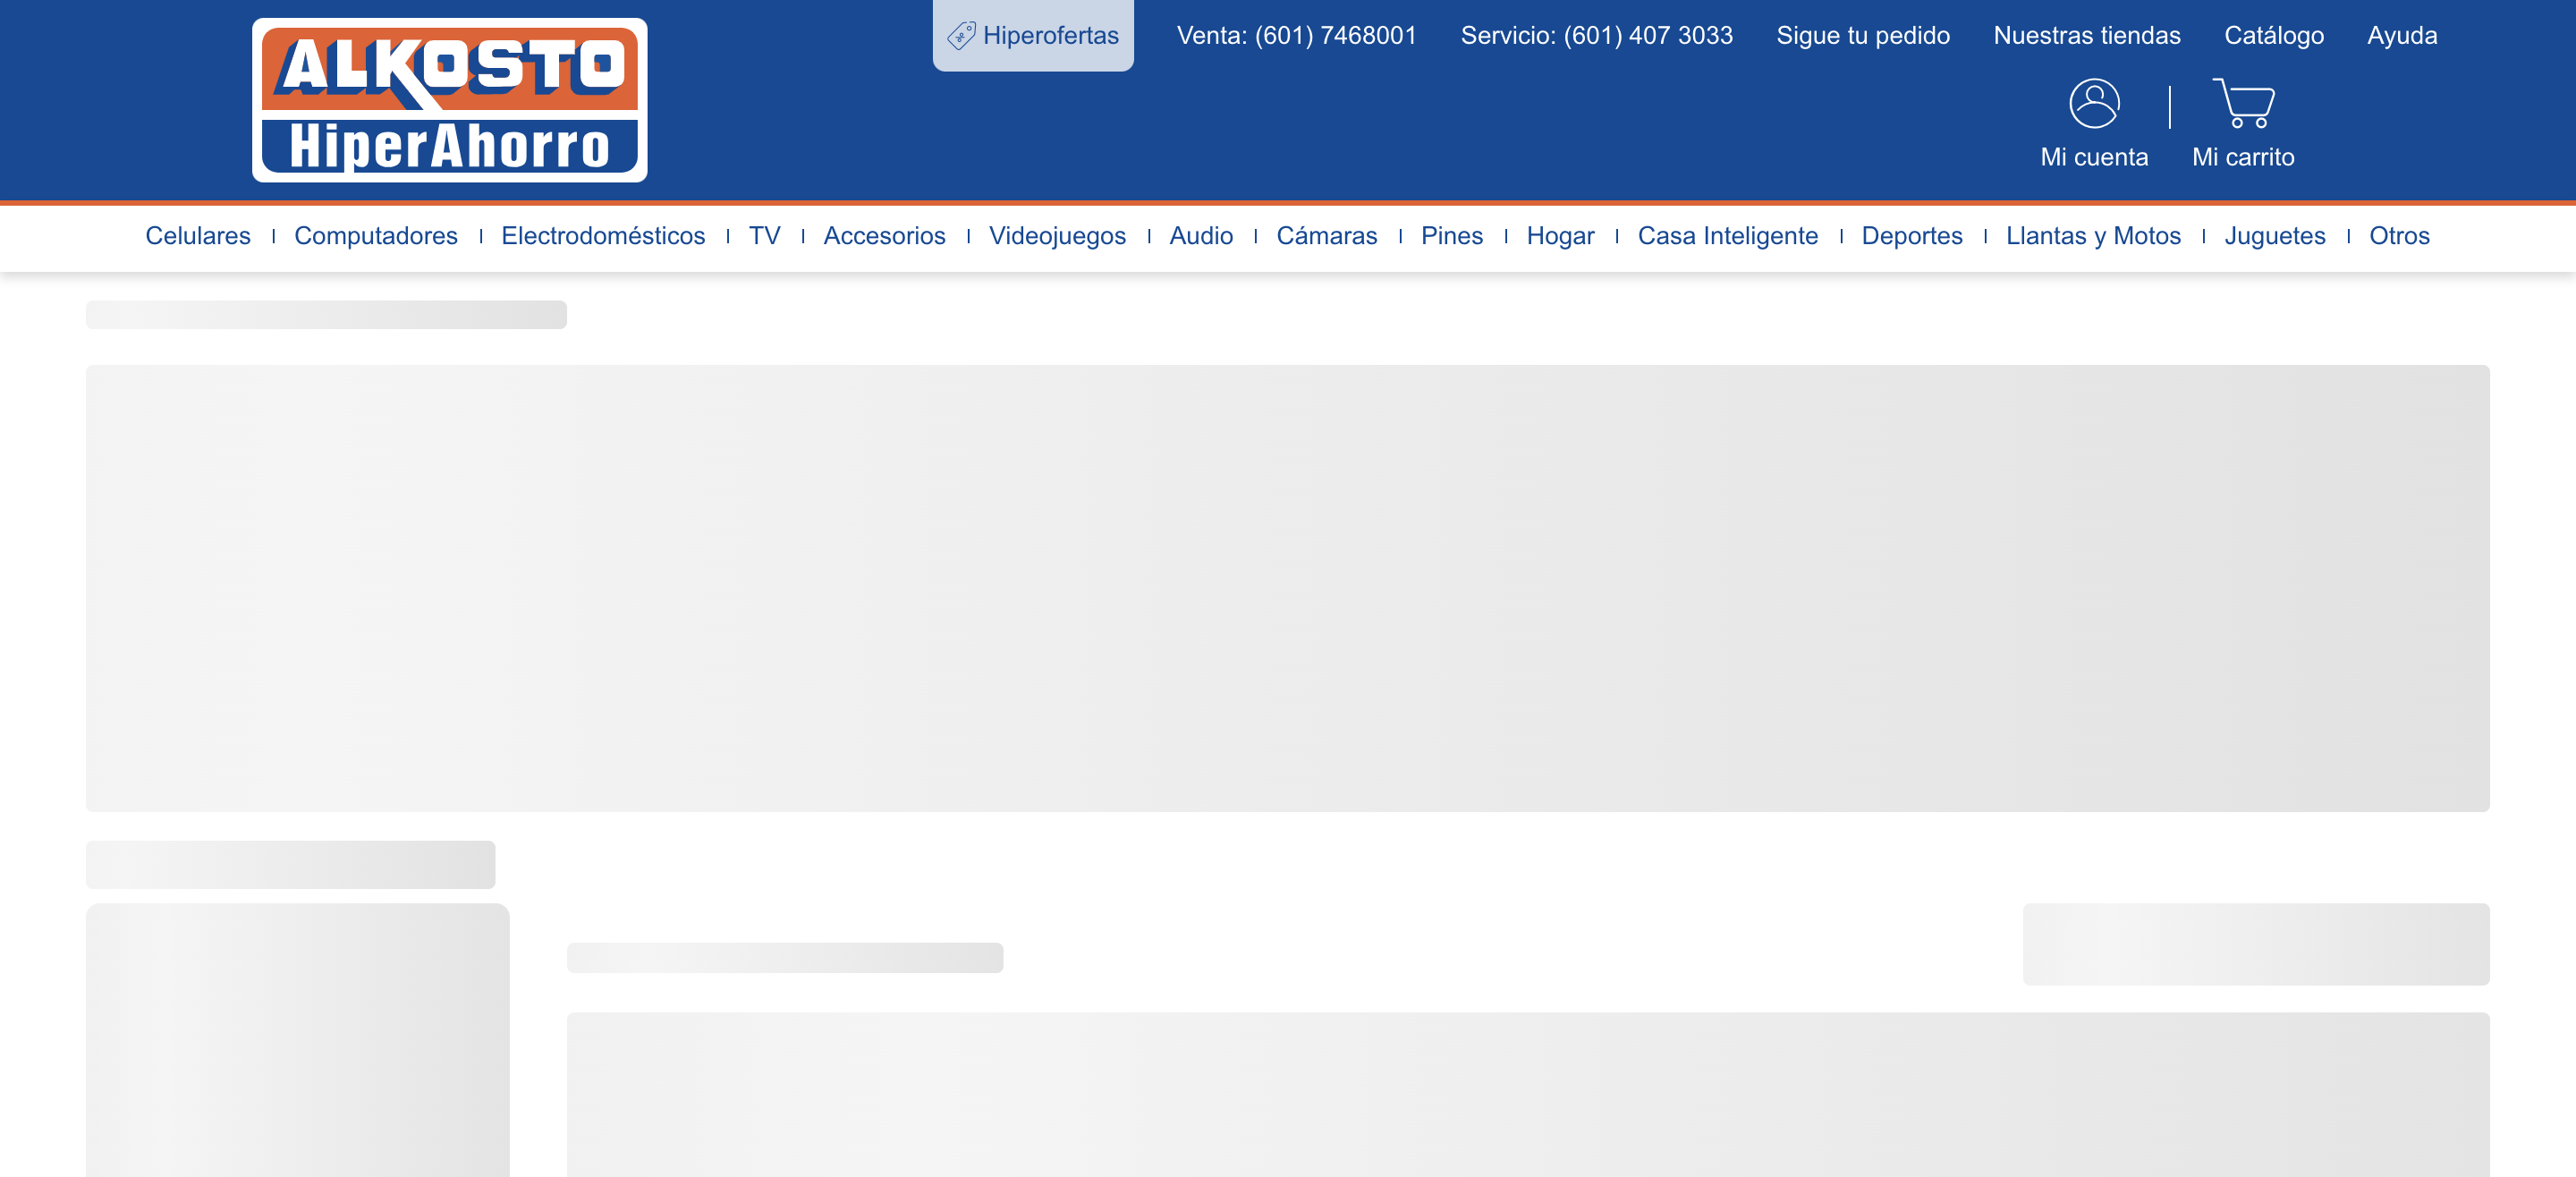 ALKOSTO
HiperAhorro
Hiperofertas
Venta: (601) 7468001
Servicio: (601) 407 3033
Sigue tu pedido
Nuestras tiendas
Catálogo
Ayuda
Mi cuenta
Mi carrito
Celulares
Computadores
Electrodomésticos
TV
Accesorios
Videojuegos
Audio
Cámaras
Pines
Hogar
Casa Inteligente
Deportes
Llantas y Motos
Juguetes
Otros